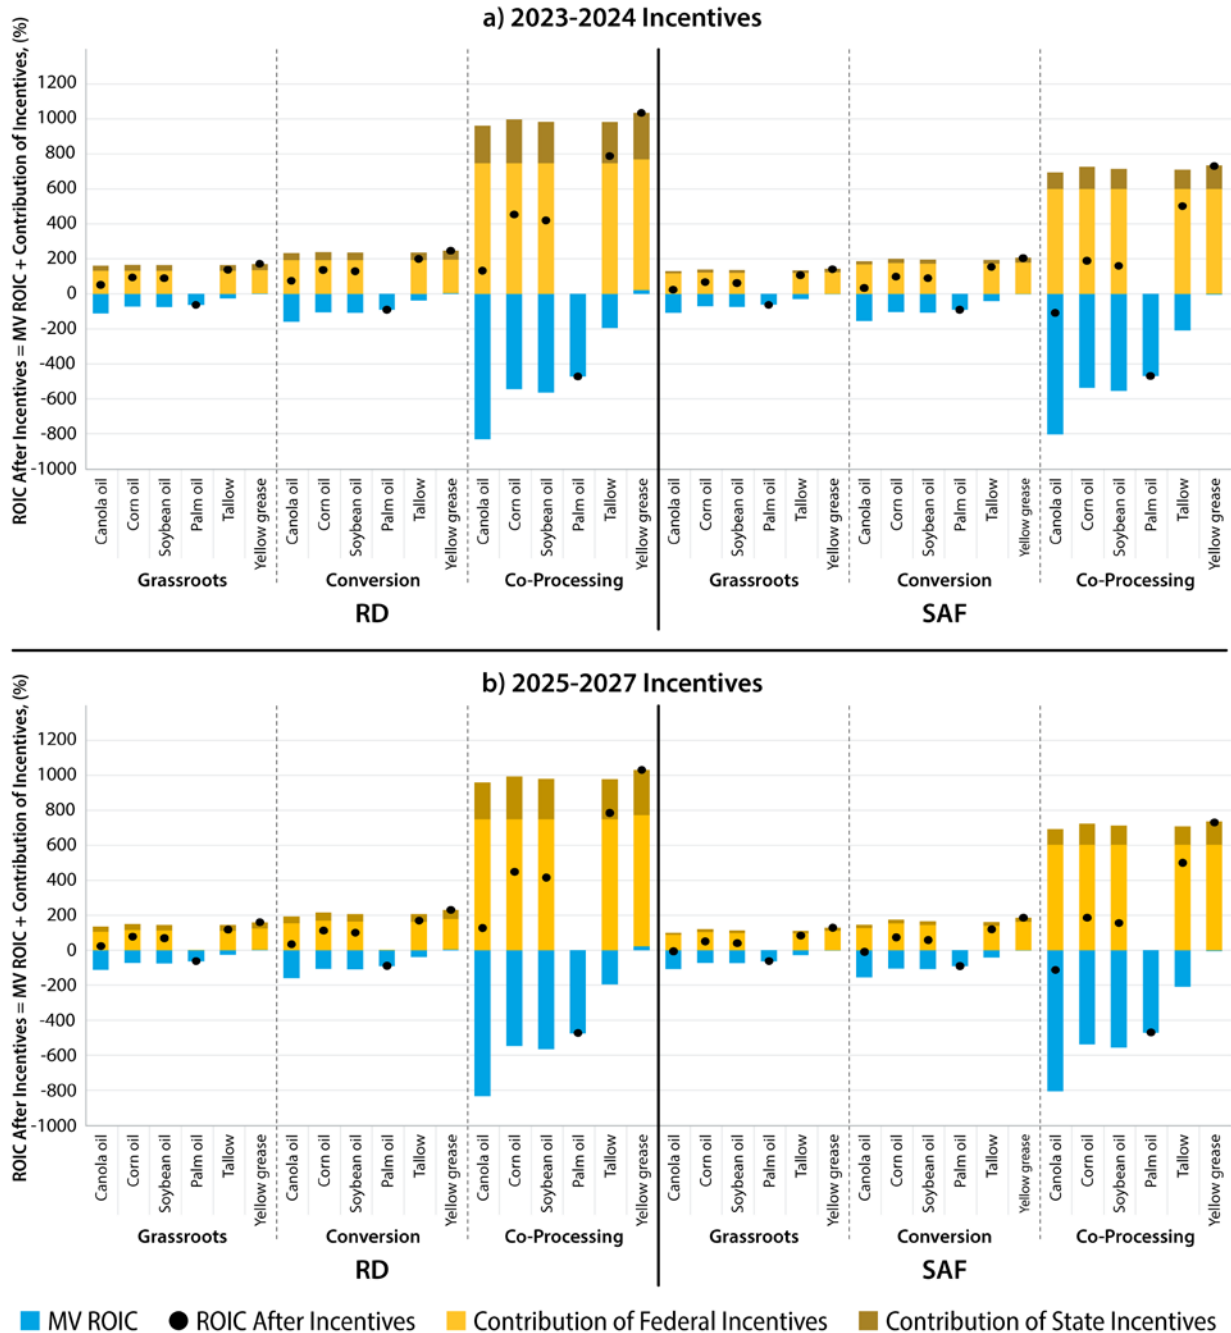 a) 2023-2024 Incentives
ROIC After Incentives = MV ROIC + Contribution of Incentives, (%)
1200
1000
800
600
400
200
0
-200
-400
-600
-800
-1000
Canola oil
Corn oil
Soybean oil
Palm oil
Tallow
Yellow grease
Canola oil
Corn oil
Soybean oil
Palm oil
Tallow
Yellow grease
Canola oil
Corn oil
Soybean oil
Palm oil
Tallow
Yellow grease
Canola oil
Corn oil
Soybean oil
Palm oil
Tallow
Yellow grease
Canola oil
Corn oil
Soybean oil
Palm oil
Tallow
Yellow grease
Canola oil
Corn oil
Soybean oil
Palm oil
Tallow
Yellow grease
Grassroots Conversion Co-Processing Grassroots Conversion Co-Processing
RD SAF
b) 2025-2027 Incentives
ROIC After Incentives = MV ROIC + Contribution of Incentives, (%)
1200
1000
800
600
400
200
0
-200
-400
-600
-800
-1000
Canola oil
Corn oil
Soybean oil
Palm oil
Tallow
Yellow grease
Canola oil
Corn oil
Soybean oil
Palm oil
Tallow
Yellow grease
Canola oil
Corn oil
Soybean oil
Palm oil
Tallow
Yellow grease
Canola oil
Corn oil
Soybean oil
Palm oil
Tallow
Yellow grease
Canola oil
Corn oil
Soybean oil
Palm oil
Tallow
Yellow grease
Canola oil
Corn oil
Soybean oil
Palm oil
Tallow
Yellow grease
Grassroots Conversion Co-Processing Grassroots Conversion Co-Processing
RD SAF
MV ROIC ROIC After Incentives Contribution of Federal Incentives Contribution of State Incentives